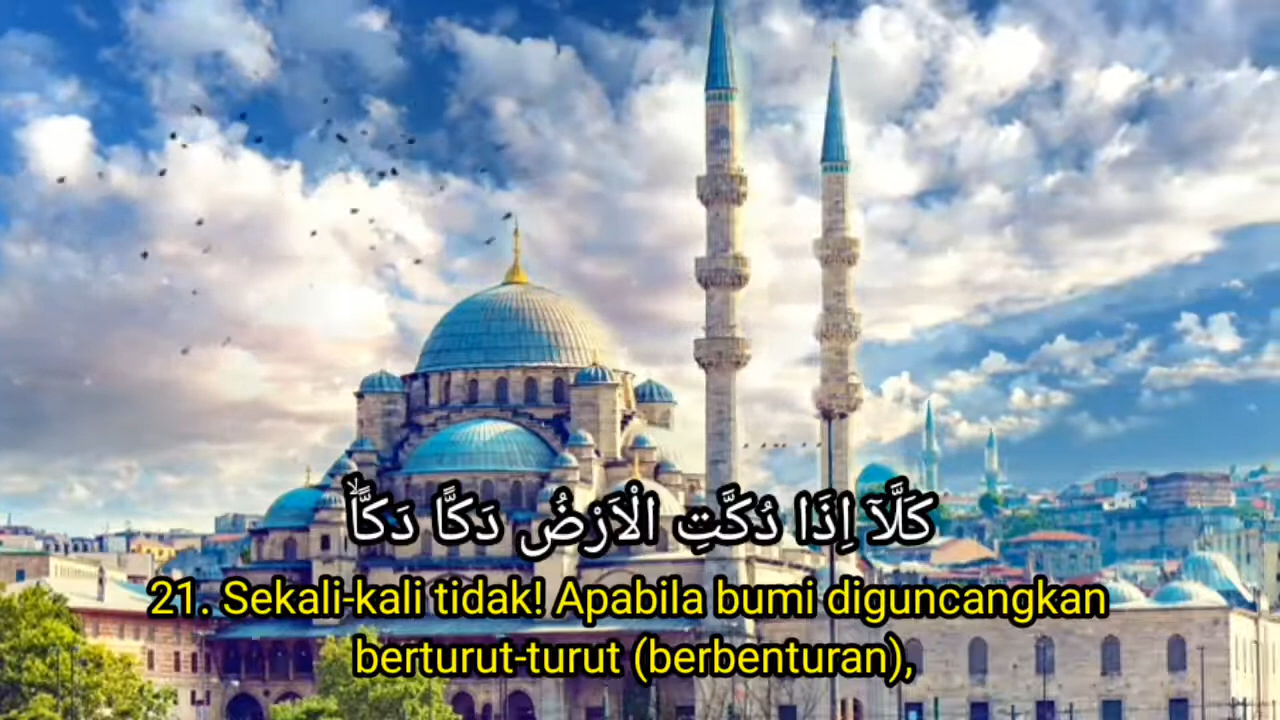 كَلَّآ اِذَا دُكَّتِ الْاَرْضُ دَكًّا دَكًّاۙ
21. Sekali-kali tidak! Apabila bumi diguncangkan
berturut-turut (berbenturan),